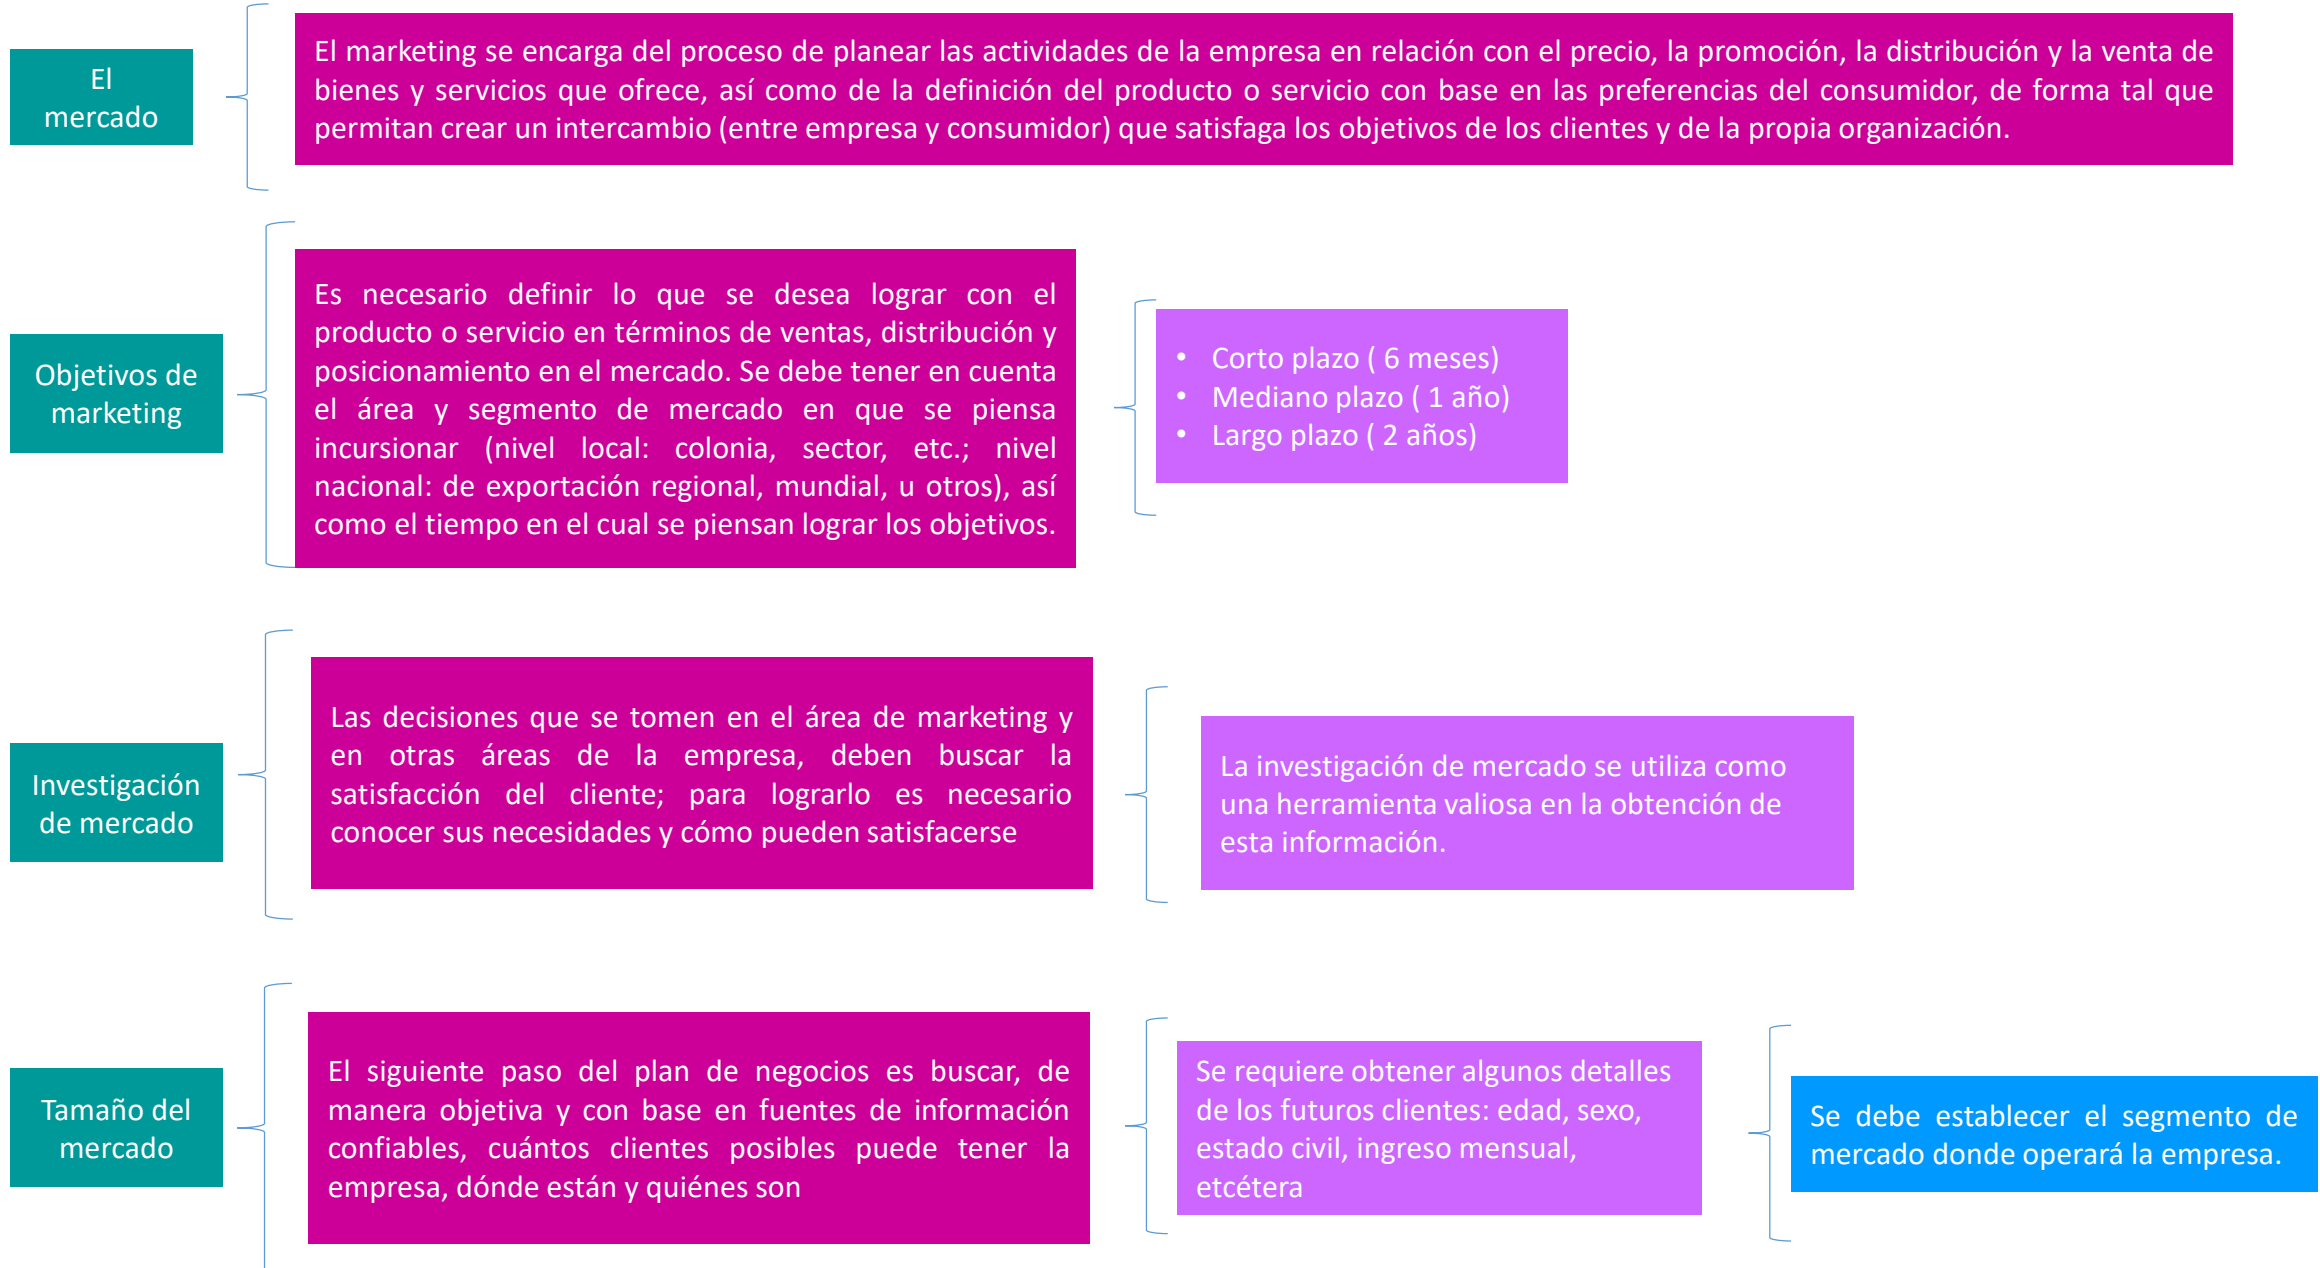 El
mercado
El marketing se encarga del proceso de planear las actividades de la empresa en relación con el precio, la promoción, la distribución y la venta de
bienes y servicios que ofrece, así como de la definición del producto o servicio con base en las preferencias del consumidor, de forma tal que
permitan crear un intercambio (entre empresa y consumidor) que satisfaga los objetivos de los clientes y de la propia organización.
Objetivos de
marketing
Es necesario definir lo que se desea lograr con el
producto o servicio en términos de ventas, distribución y
posicionamiento en el mercado. Se debe tener en cuenta
el área y segmento de mercado en que se piensa
incursionar (nivel local: colonia, sector, etc.; nivel
nacional: de exportación regional, mundial, u otros), así
como el tiempo en el cual se piensan lograr los objetivos.
• Corto plazo ( 6 meses)
• Mediano plazo ( 1 año)
• Largo plazo ( 2 años)
Investigación
de mercado
Las decisiones que se tomen en el área de marketing y
en otras áreas de la empresa, deben buscar la
satisfacción del cliente; para lograrlo es necesario
conocer sus necesidades y cómo pueden satisfacerse
La investigación de mercado se utiliza como
una herramienta valiosa en la obtención de
esta información.
Tamaño del
mercado
El siguiente paso del plan de negocios es buscar, de
manera objetiva y con base en fuentes de información
confiables, cuántos clientes posibles puede tener la
empresa, dónde están y quiénes son
Se requiere obtener algunos detalles
de los futuros clientes: edad, sexo,
estado civil, ingreso mensual,
etcétera
Se debe establecer el segmento de
mercado donde operará la empresa.